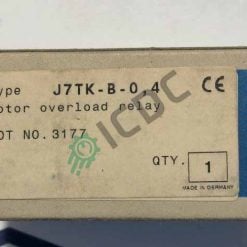 ype J7TK-B-0,4 CE
otor overload relay
OT NO. 3177
ICDC
QTY. 1
MADE IN GERMANY